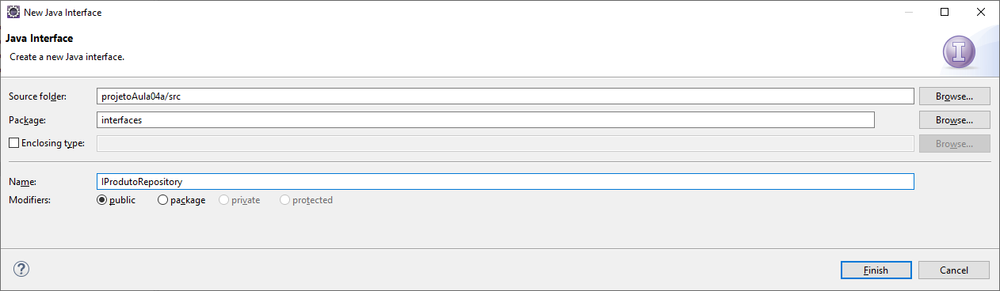 New Java Interface
Java Interface
Create a new Java interface.
I
Source folder: projetoAula04a/src Browse...
Package: interfaces Browse...
Enclosing type: Browse...
Name: IProdutoRepository
Modifiers: public package private protected
? Finish Cancel